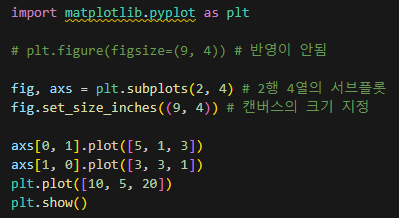 import matplotlib.pyplot as plt
# plt.figure(figsize=(9, 4)) # 반영이 안됨
fig, axs = plt.subplots(2, 4) # 2행 4열의 서브플롯
fig.set_size_inches((9, 4)) # 캔버스의 크기 지정
axs[0, 1].plot([5, 1, 3])
axs[1, 0].plot([3, 3, 1])
plt.plot([10, 5, 20])
plt.show()